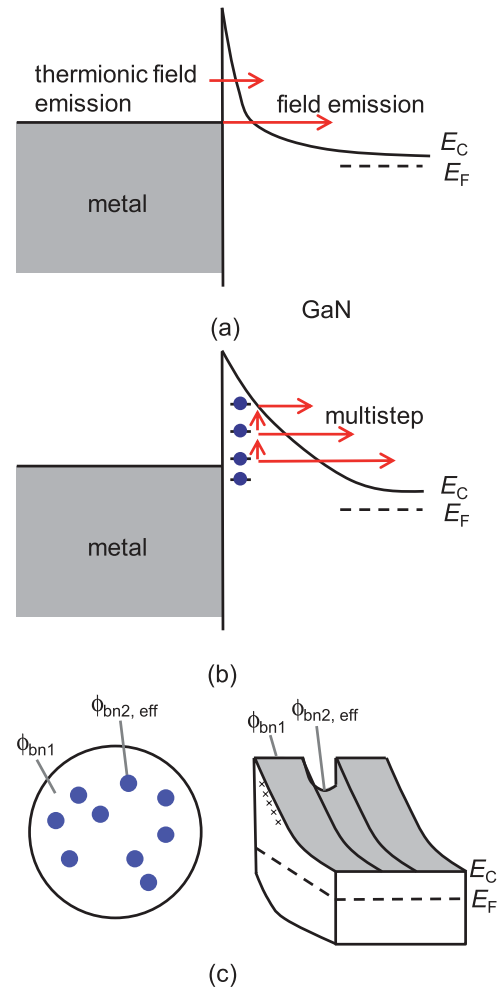 thermionic field
emission
field emission
E_C
E_F
metal
GaN
(a)
multistep
E_C
E_F
metal
(b)
ϕ_bn2, eff
ϕ_bn1
ϕ_bn1
ϕ_bn2, eff
E_C
E_F
(c)